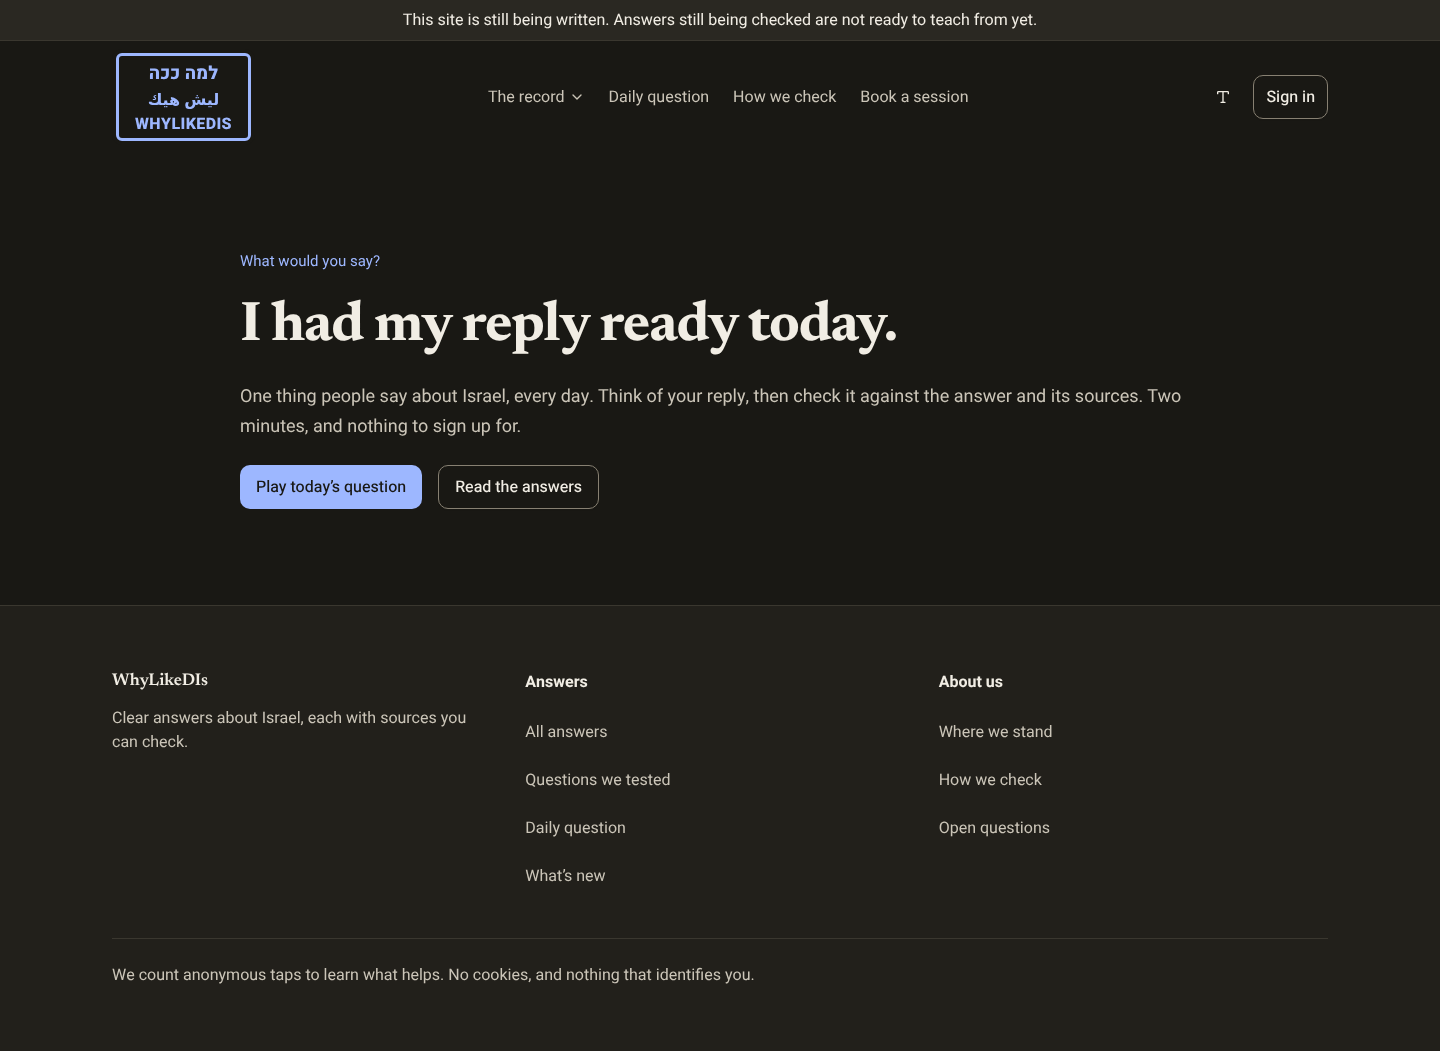 This site is still being written. Answers still being checked are not ready to teach from yet.
למה ככה
ليش هيك
WHYLIKEDIS
The record
Daily question
How we check
Book a session
T
Sign in
What would you say?
I had my reply ready today.
One thing people say about Israel, every day. Think of your reply, then check it against the answer and its sources. Two
minutes, and nothing to sign up for.
Play today’s question
Read the answers
WhyLikeDIs
Clear answers about Israel, each with sources you
can check.
Answers
All answers
Questions we tested
Daily question
What’s new
About us
Where we stand
How we check
Open questions
We count anonymous taps to learn what helps. No cookies, and nothing that identifies you.